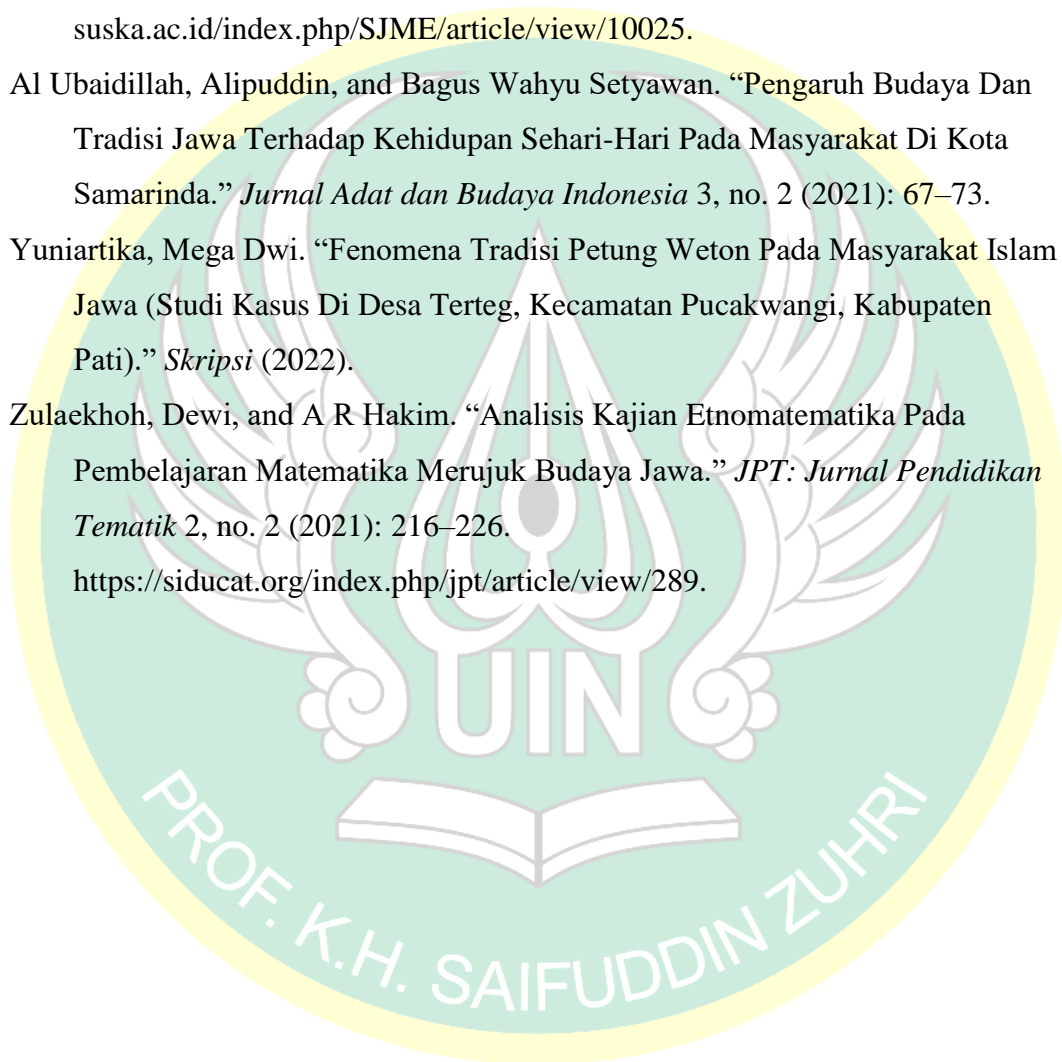 suska.ac.id/index.php/SJME/article/view/10025.
Al Ubaidillah, Alipuddin, and Bagus Wahyu Setyawan. “Pengaruh Budaya Dan
Tradisi Jawa Terhadap Kehidupan Sehari-Hari Pada Masyarakat Di Kota
Samarinda.” Jurnal Adat dan Budaya Indonesia 3, no. 2 (2021): 67–73.
Yuniartika, Mega Dwi. “Fenomena Tradisi Petung Weton Pada Masyarakat Islam
Jawa (Studi Kasus Di Desa Terteg, Kecamatan Pucakwangi, Kabupaten
Pati).” Skripsi (2022).
Zulaekhoh, Dewi, and A R Hakim. “Analisis Kajian Etnomatematika Pada
Pembelajaran Matematika Merujuk Budaya Jawa.” JPT: Jurnal Pendidikan
Tematik 2, no. 2 (2021): 216–226.
https://siducat.org/index.php/jpt/article/view/289.
UIN
PROF. K.H. SAIFUDDIN ZUHRI